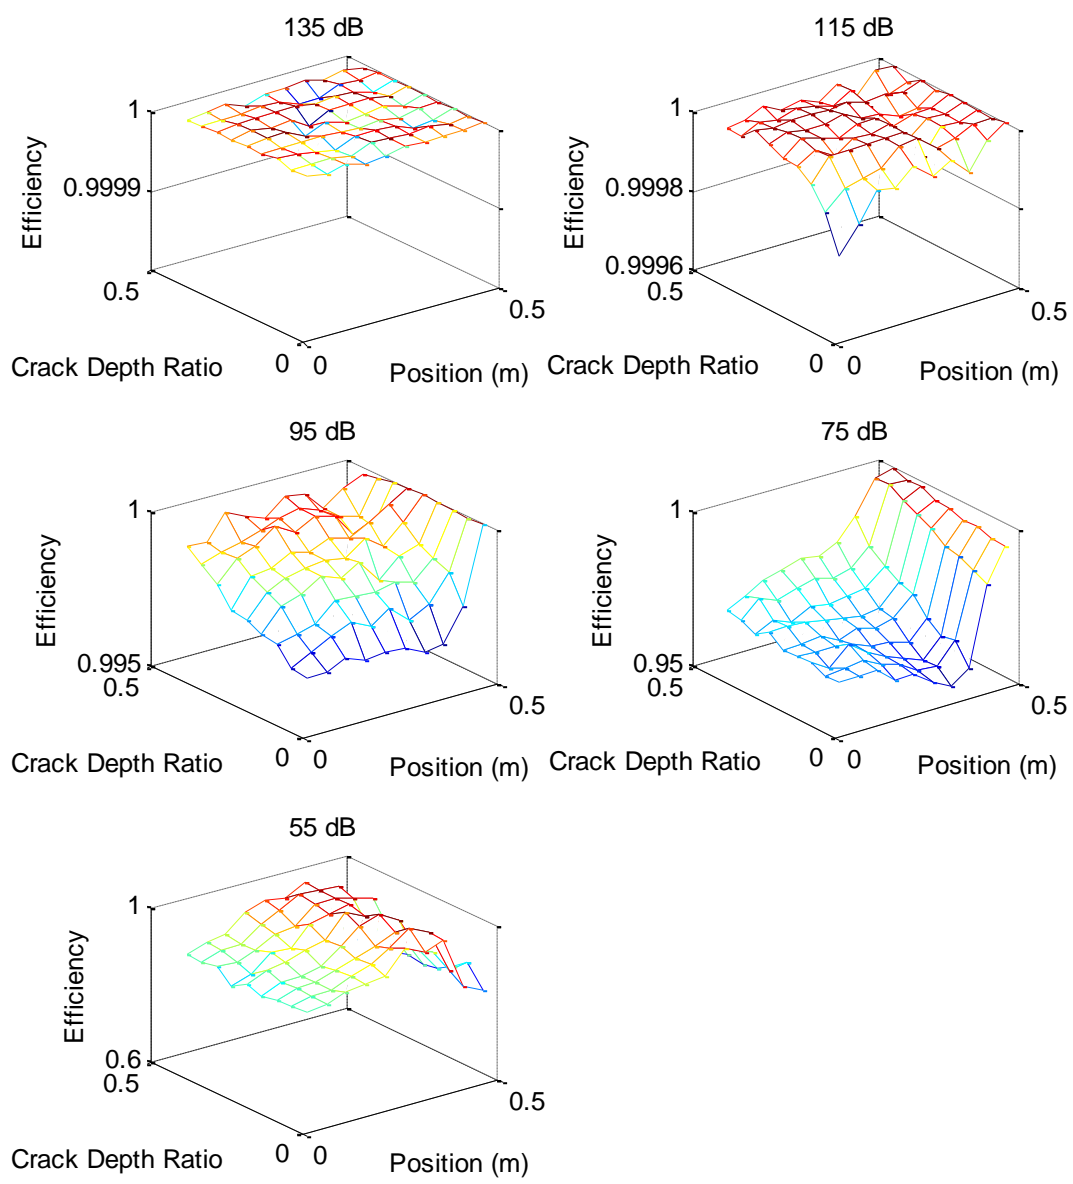 135 dB
1
0.9999
0.5
Efficiency
Crack Depth Ratio
0 0
Position (m)
0.5
115 dB
1
0.9998
0.9996
0.5
Efficiency
Crack Depth Ratio
0 0
Position (m)
0.5
95 dB
1
0.995
0.5
Efficiency
Crack Depth Ratio
0 0
Position (m)
0.5
75 dB
1
0.95
0.5
Efficiency
Crack Depth Ratio
0 0
Position (m)
0.5
55 dB
1
0.6
0.5
Efficiency
Crack Depth Ratio
0 0
Position (m)
0.5